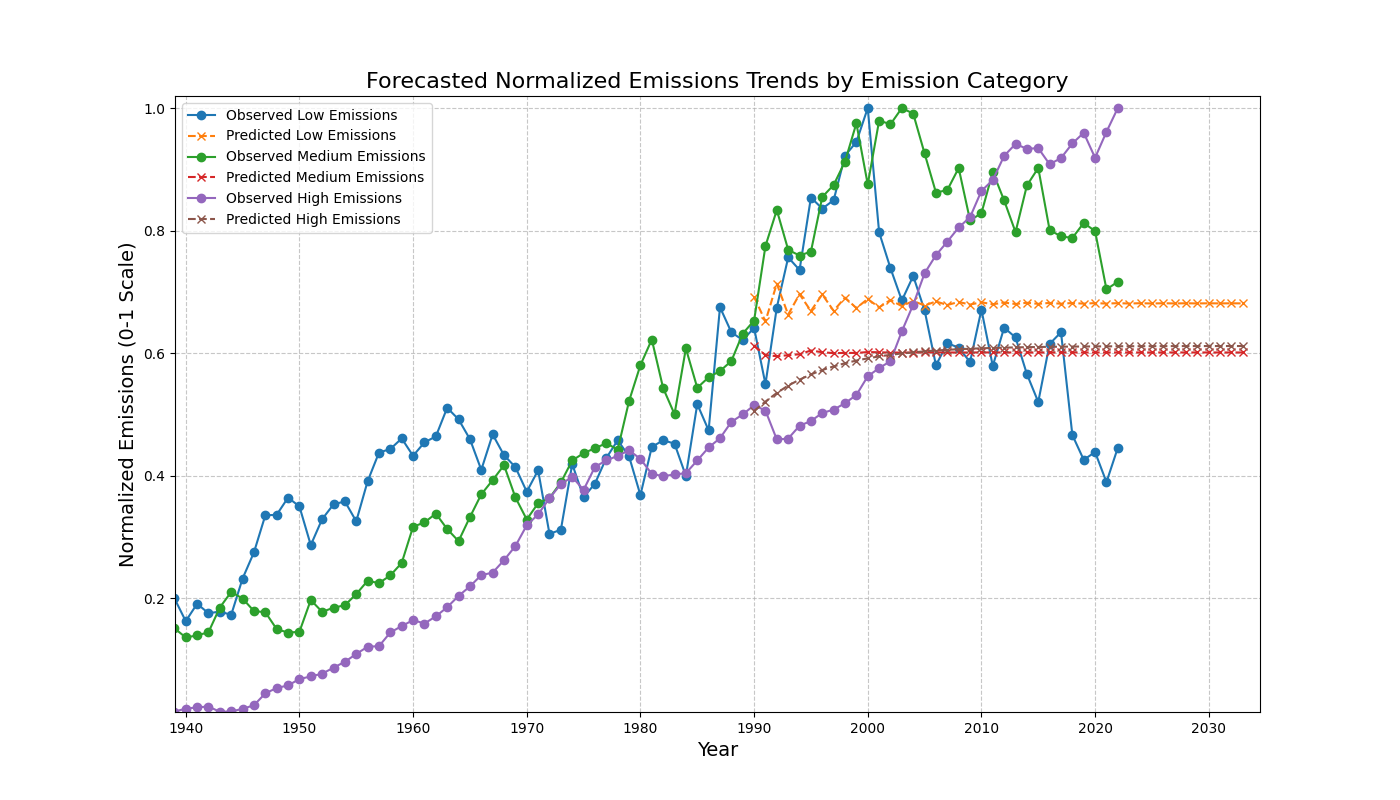 Forecasted Normalized Emissions Trends by Emission Category
Observed Low Emissions
Predicted Low Emissions
Observed Medium Emissions
Predicted Medium Emissions
Observed High Emissions
Predicted High Emissions
Normalized Emissions (0-1 Scale)
1.0
0.8
0.6
0.4
0.2
1940 1950 1960 1970 1980 1990 2000 2010 2020 2030
Year